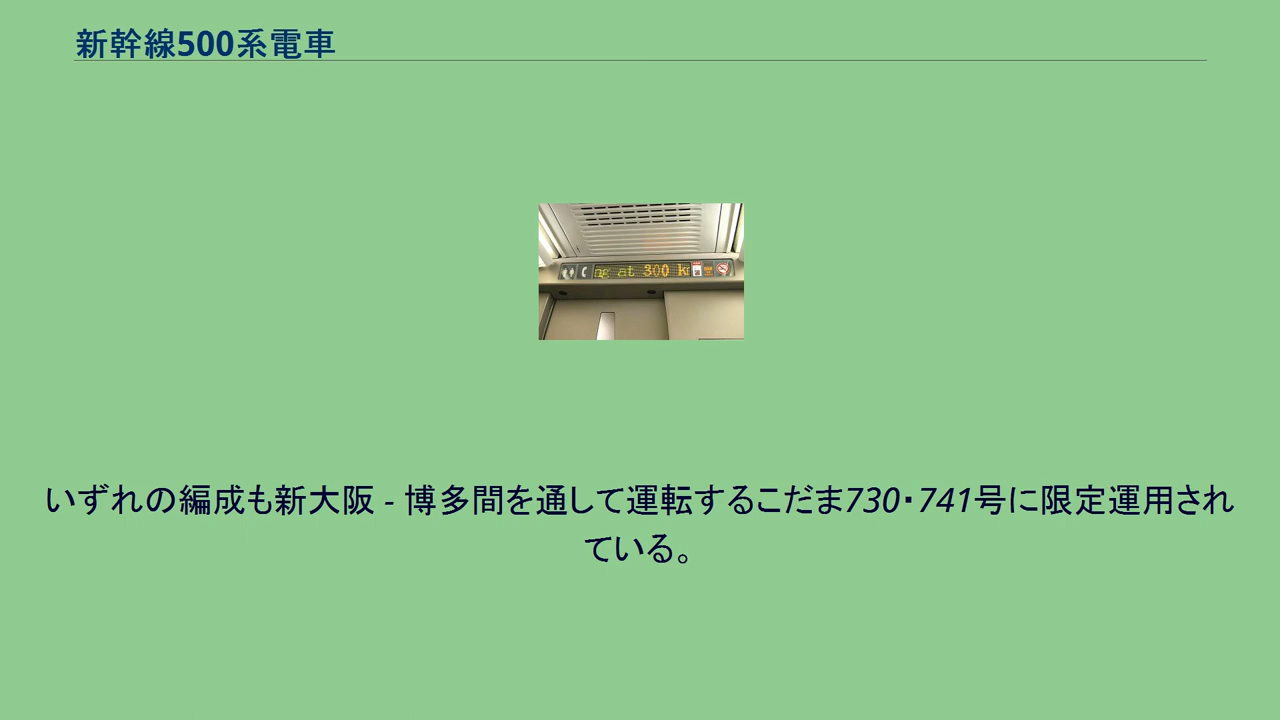 新幹線500系電車
ng at 300 k
いずれの編成も新大阪 - 博多間を通して運転するこだま730・741号に限定運用され
ている。